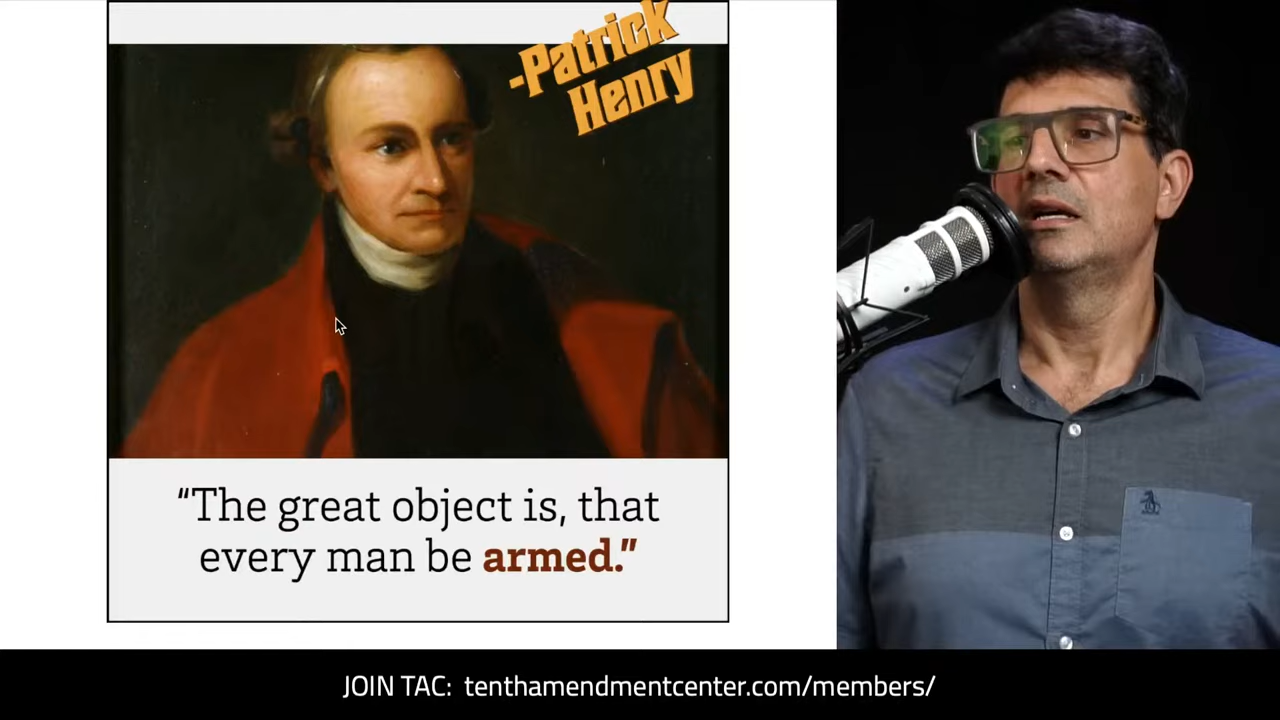 -Patrick
Henry
“The great object is, that
every man be armed.”
JOIN TAC: tenthamendmentcenter.com/members/